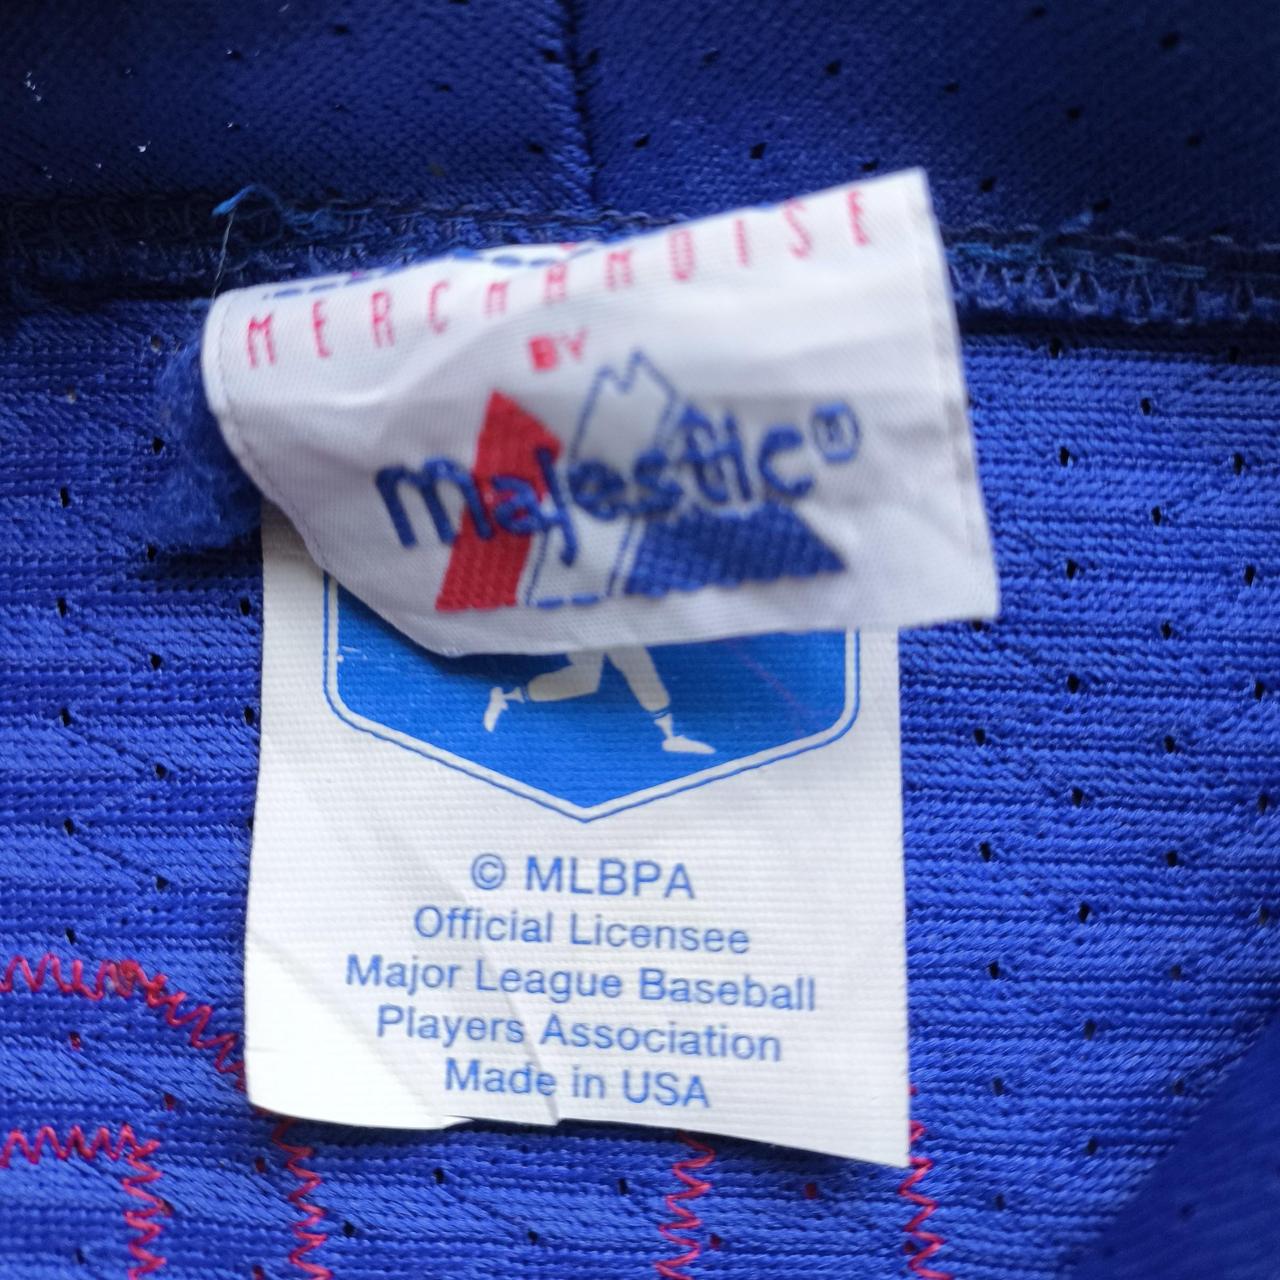 MERCHANDISE
BY
Majestic®
© MLBPA
Official Licensee
Major League Baseball
Players Association
Made in USA